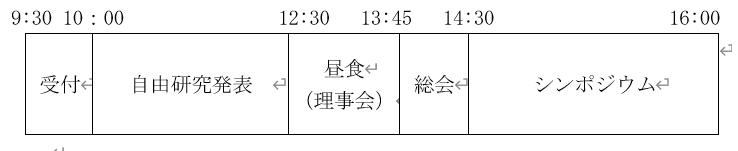 9:30 10：00 12:30 13:45 14:30 16:00
受付 自由研究発表 昼食 総会 シンポジウム
（理事会）